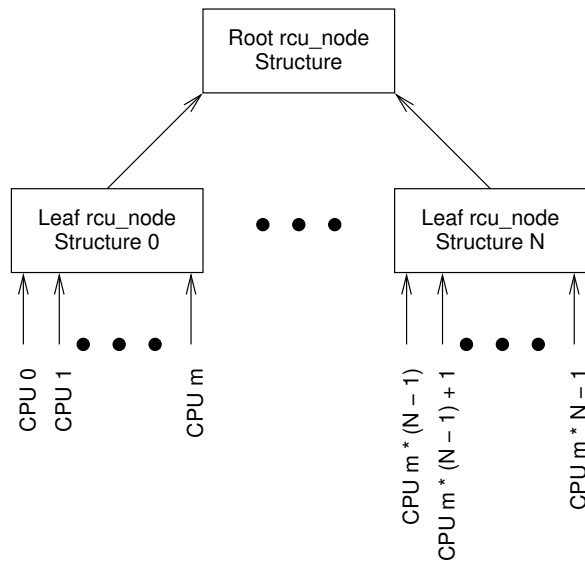 Root rcu_node
Structure
Leaf rcu_node
Structure 0
Leaf rcu_node
Structure N
CPU 0
CPU 1
CPU m
CPU m * (N − 1)
CPU m * (N − 1) + 1
CPU m * N − 1